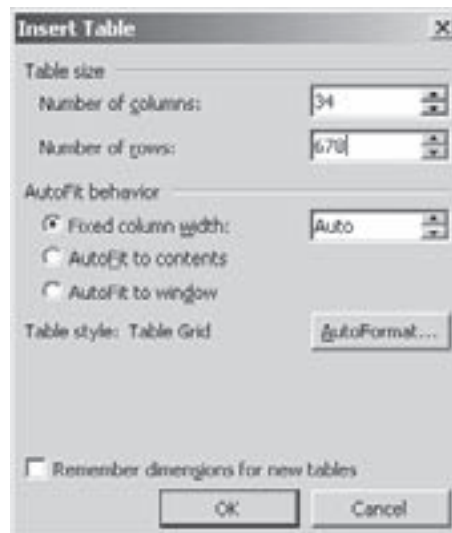 Insert Table
Table size
Number of columns: 34
Number of rows: 678
AutoFit behavior
Fixed column width: Auto
AutoFit to contents
AutoFit to window
Table style: Table Grid AutoFormat...
Remember dimensions for new tables
OK Cancel